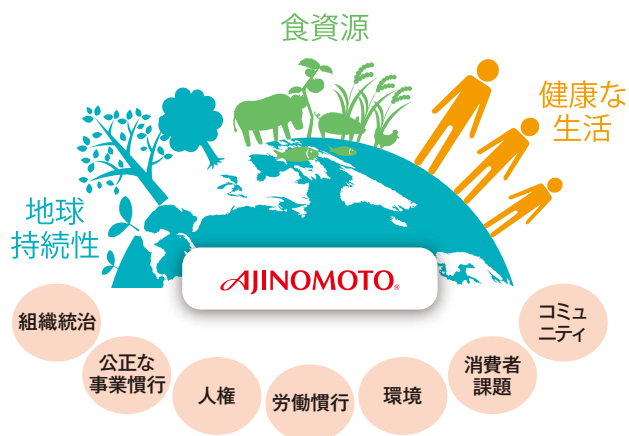 食資源
健康な
生活
地球
持続性
AJINOMOTO®
組織統治
公正な
事業慣行
人権
労働慣行
環境
消費者
課題
コミュ
ニティ